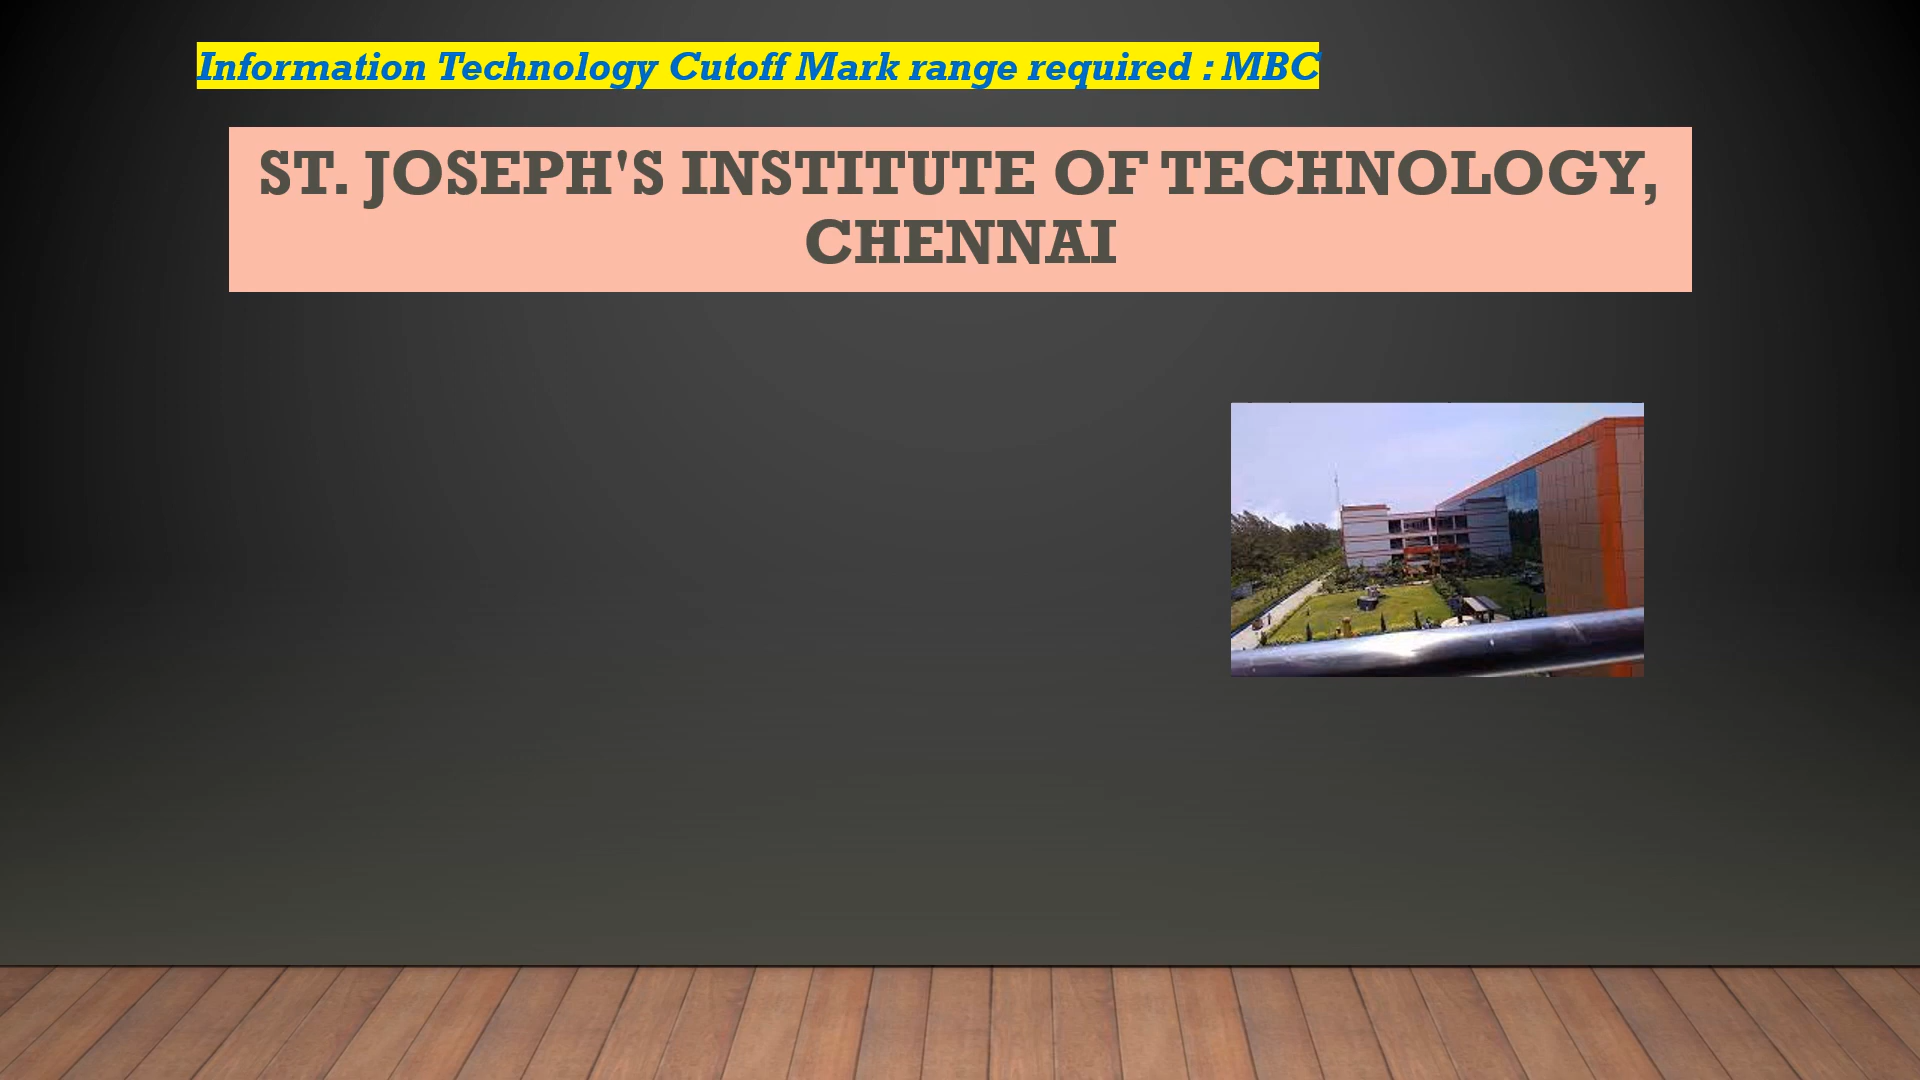 Information Technology Cutoff Mark range required : MBC
ST. JOSEPH'S INSTITUTE OF TECHNOLOGY,
CHENNAI